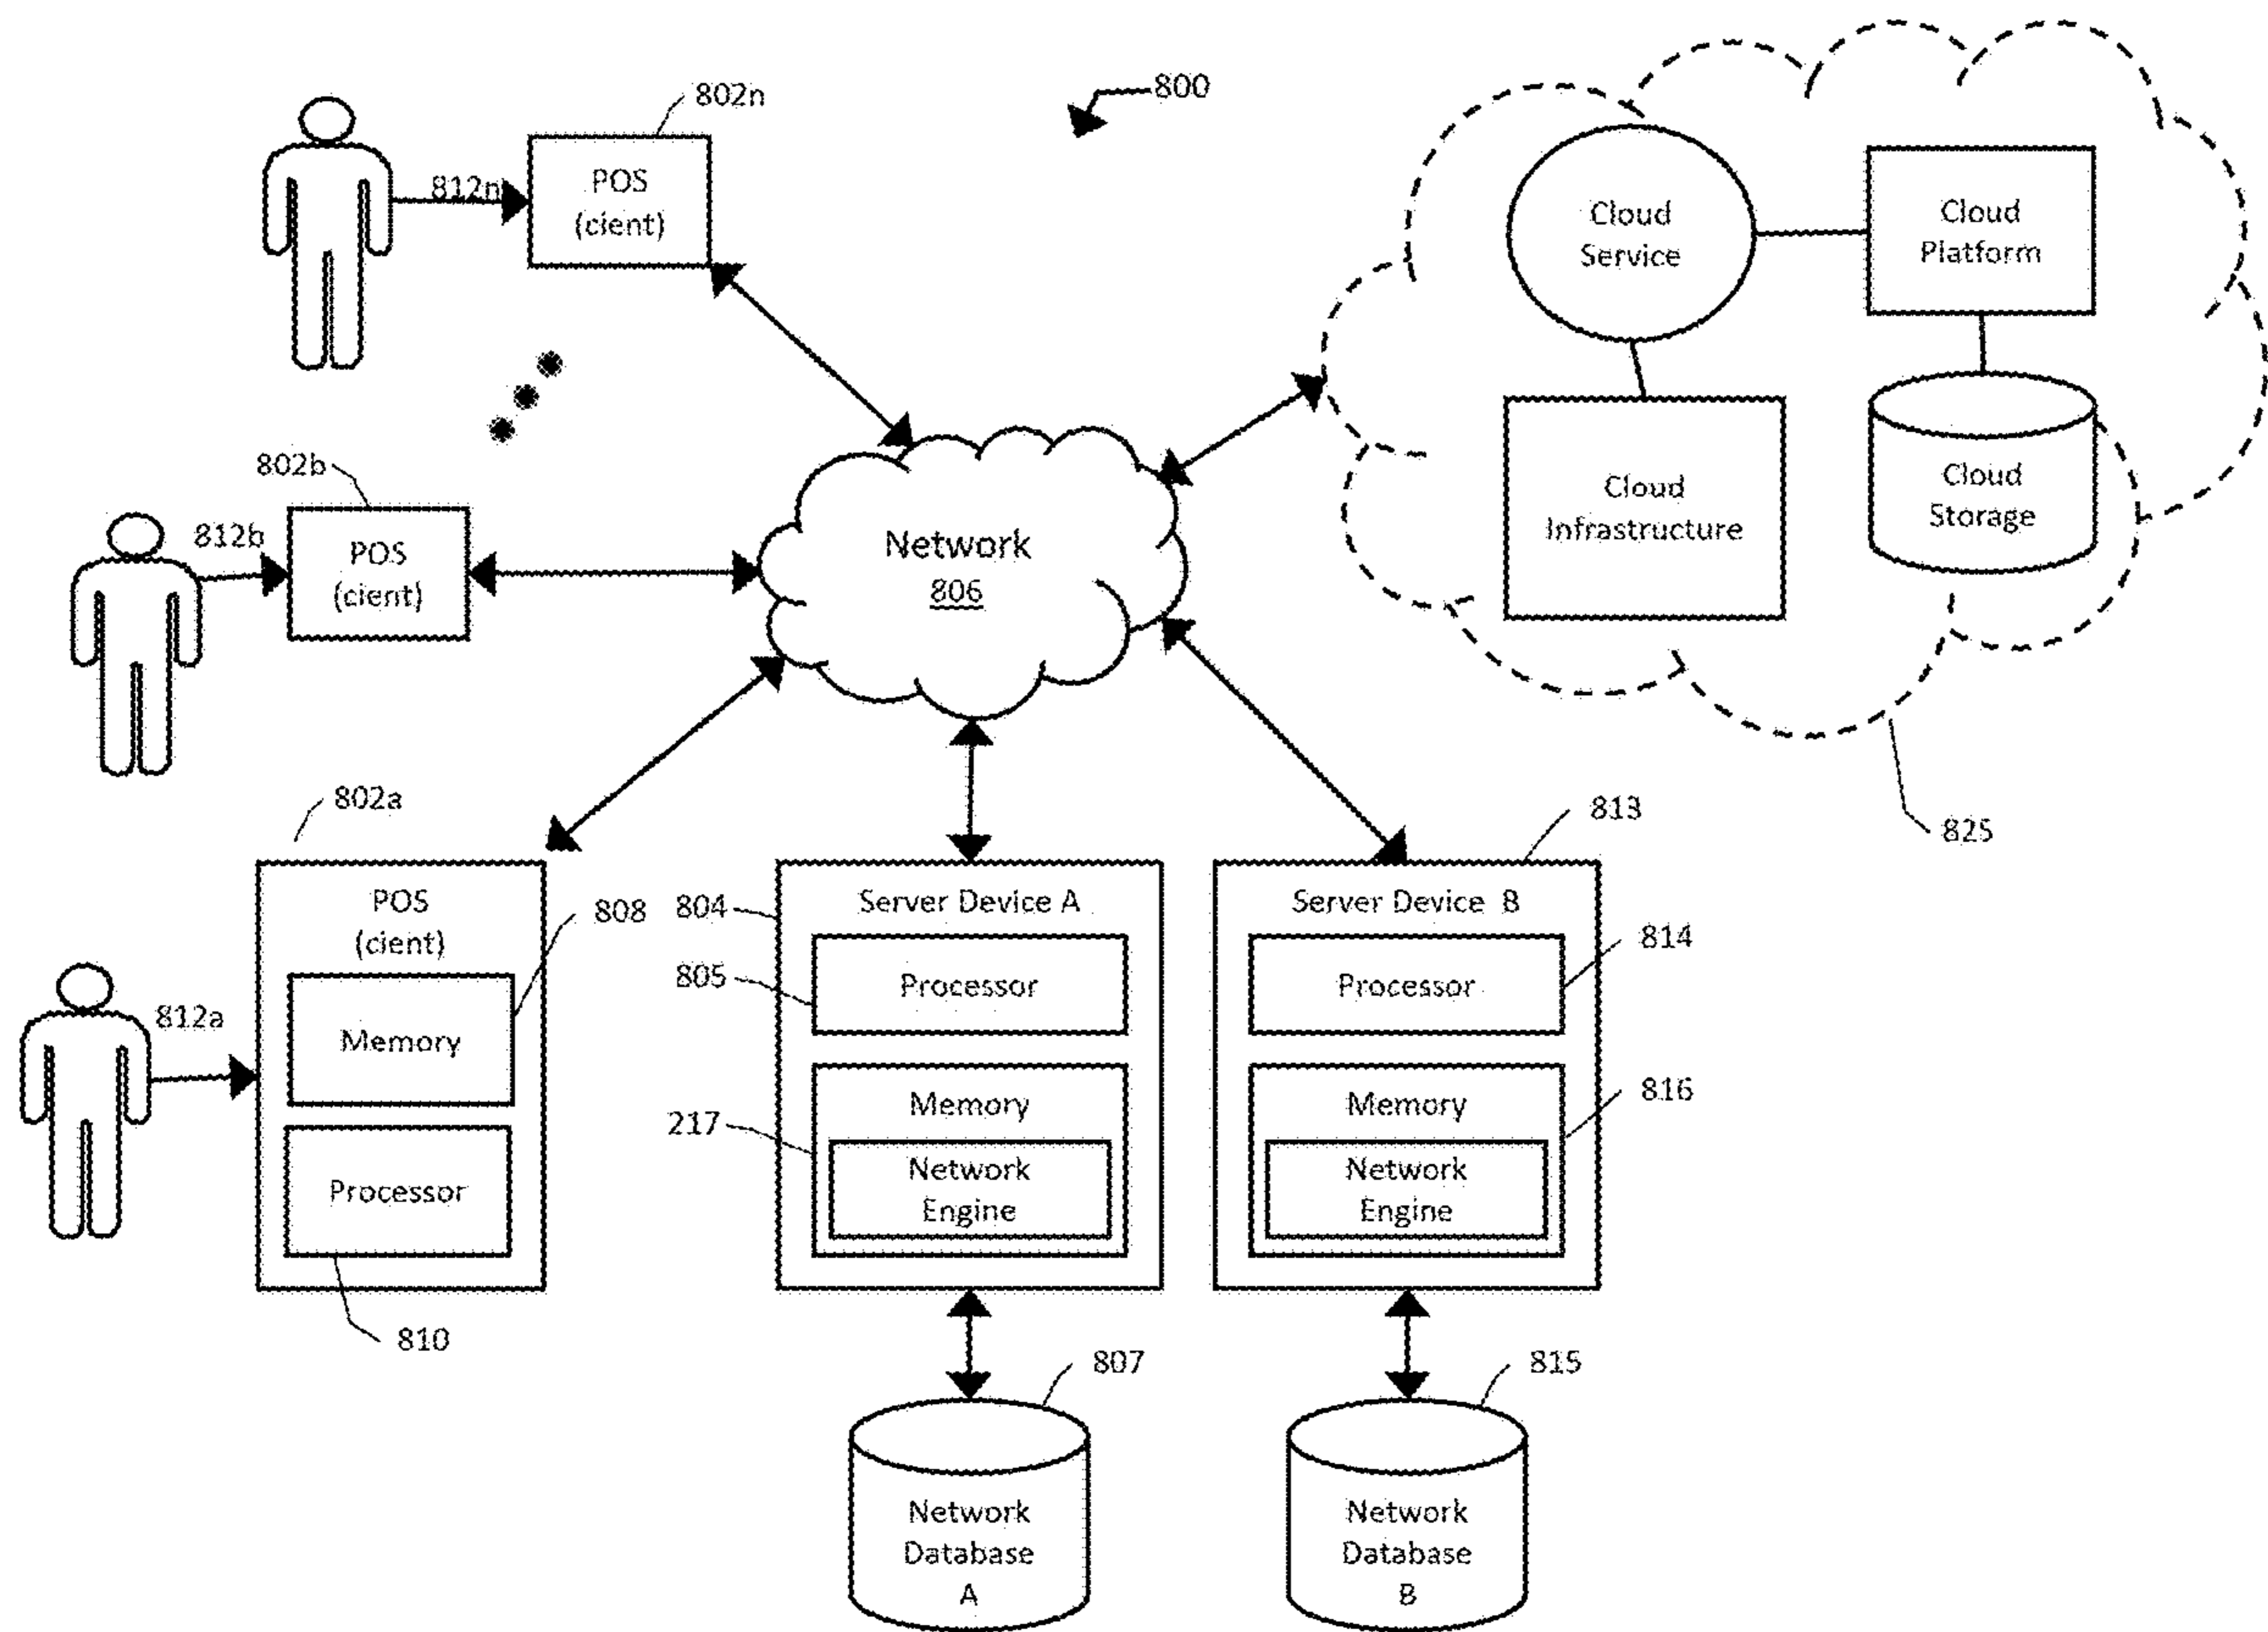 802n
800
812n
POS
(cient)
Cloud
Service
Cloud
Platform
802b
812b
POS
(cient)
Network
806
Cloud
Infrastructure
Cloud
Storage
802a
813
825
POS
(cient)
808
804
Server Device A
Server Device B
814
805
Processor
Processor
812a
Memory
Memory
Memory
816
217
Network
Engine
Network
Engine
Processor
810
807
815
Network
Database
A
Network
Database
B